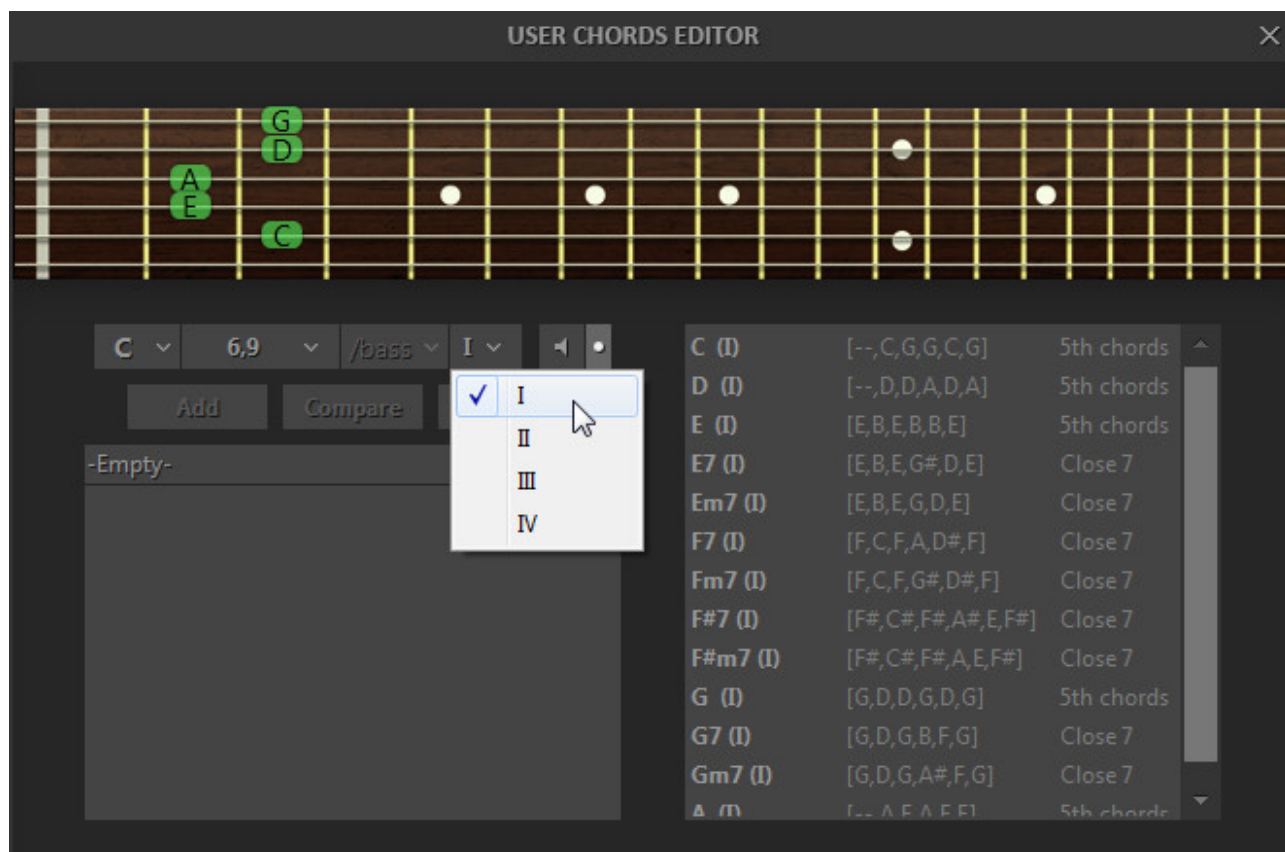 USER CHORDS EDITOR
G
D
A
E
C
C 6,9 /bass I
Add Compare
I
II
III
IV
-Empty-
C (I) [--,C,G,G,C,G] 5th chords
D (I) [--,D,D,A,D,A] 5th chords
E (I) [E,B,E,B,B,E] 5th chords
E7 (I) [E,B,E,G#,D,E] Close 7
Em7 (I) [E,B,E,G,D,E] Close 7
F7 (I) [F,C,F,A,D#,F] Close 7
Fm7 (I) [F,C,F,G#,D#,F] Close 7
F#7 (I) [F#,C#,F#,A#,E,F#] Close 7
F#m7 (I) [F#,C#,F#,A,E,F#] Close 7
G (I) [G,D,D,G,D,G] 5th chords
G7 (I) [G,D,G,B,F,G] Close 7
Gm7 (I) [G,D,G,A#,F,G] Close 7
A (I) 5th chords